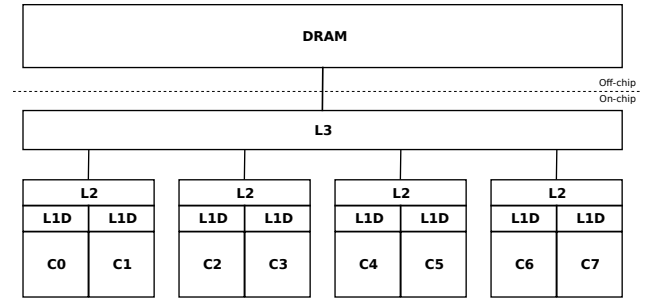 DRAM
Off-chip
On-chip
L3
L2 L2 L2 L2
L1D L1D L1D L1D L1D L1D L1D L1D
C0 C1 C2 C3 C4 C5 C6 C7